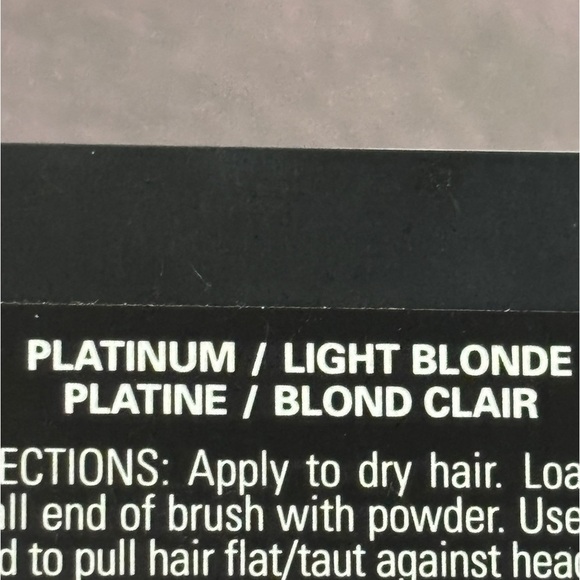 PLATINUM / LIGHT BLONDE
PLATINE / BLOND CLAIR
ECTIONS: Apply to dry hair. Loa
all end of brush with powder. Use
d to pull hair flat/taut against head